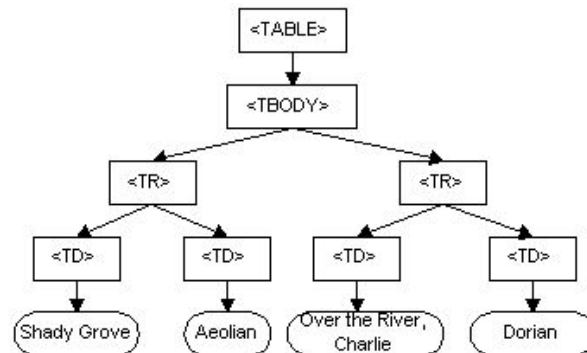 <TABLE>
<TBODY>
<TR>
<TR>
<TD>
<TD>
<TD>
<TD>
Shady Grove
Aeolian
Over the River,
Charlie
Dorian